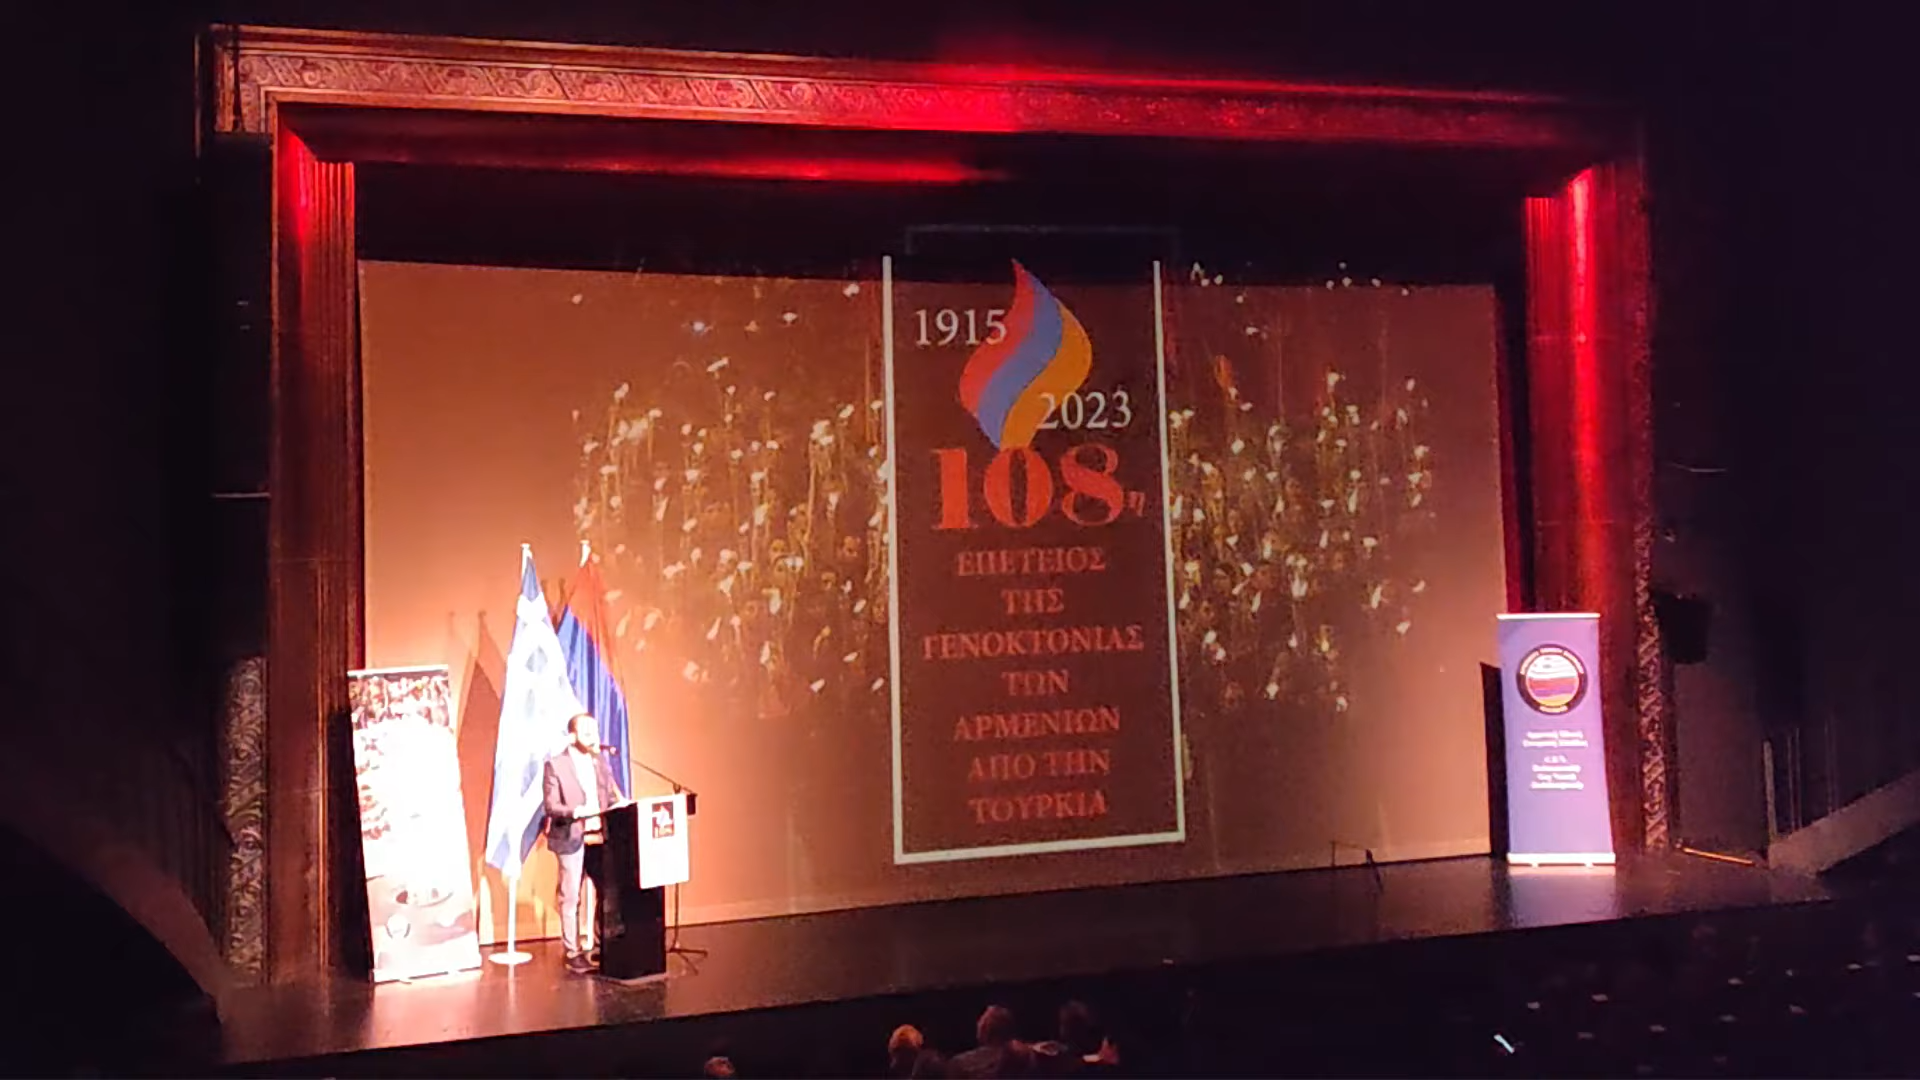 1915
2023
108η
ΕΠΕΤΕΙΟΣ
ΤΗΣ
ΓΕΝΟΚΤΟΝΙΑΣ
ΤΩΝ
ΑΡΜΕΝΙΩΝ
ΑΠΟ ΤΗΝ
ΤΟΥΡΚΙΑ